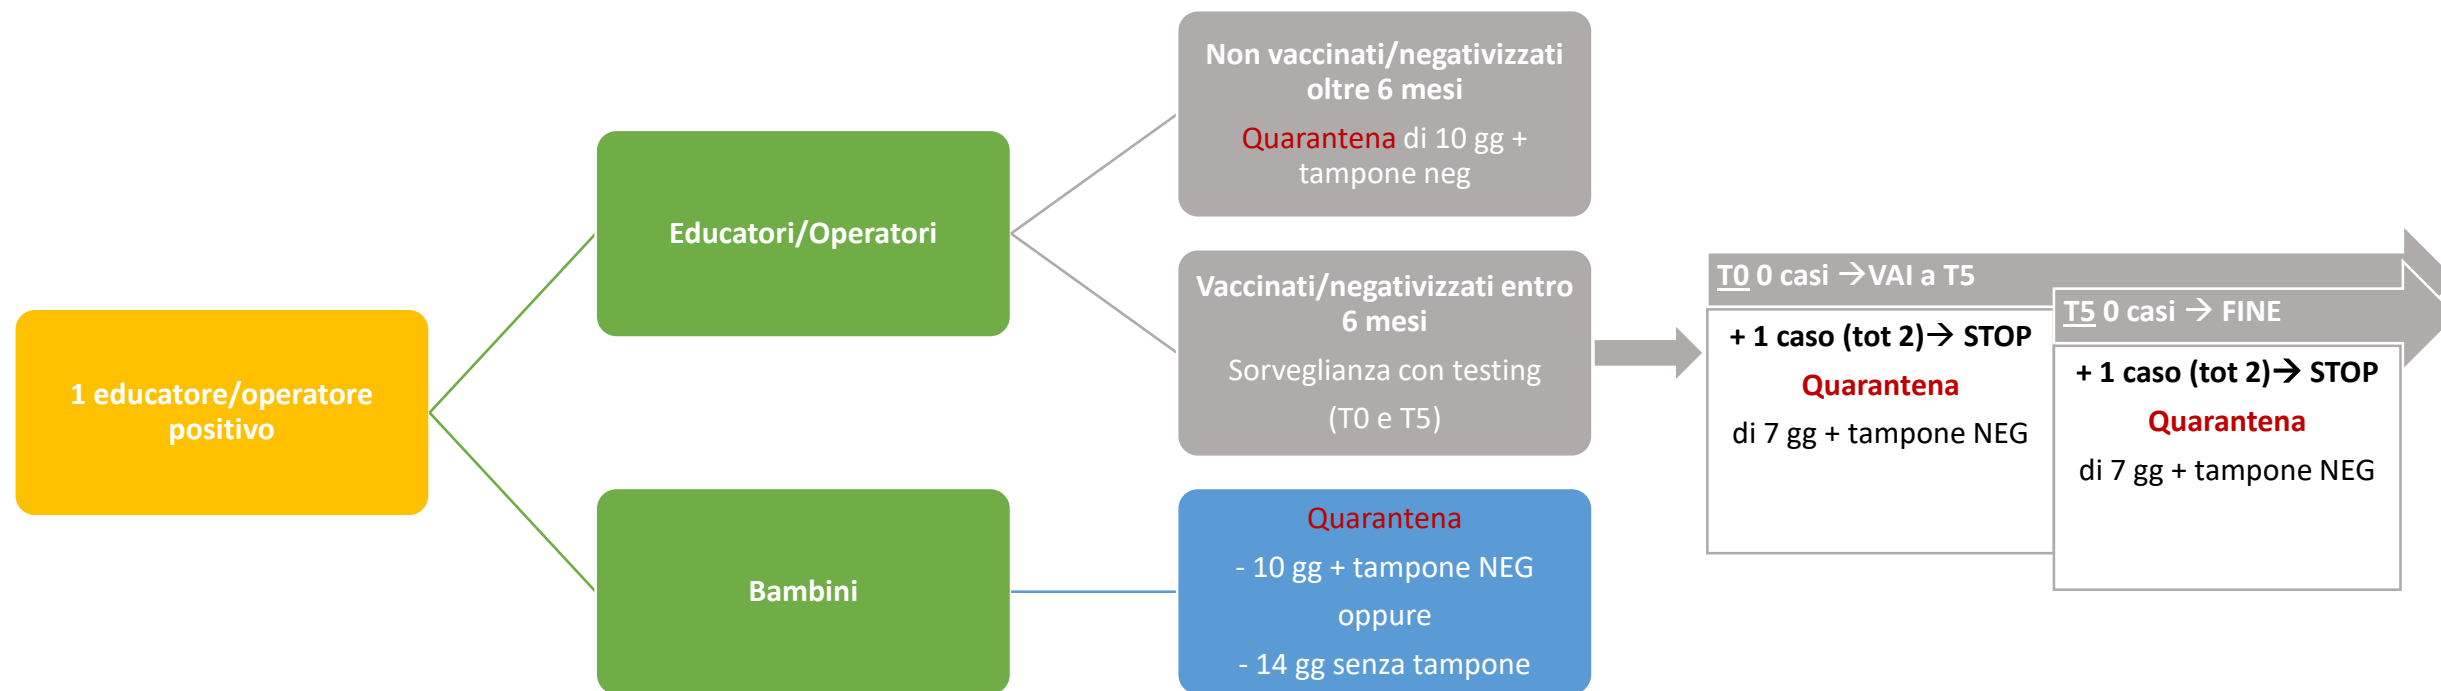 1 educatore/operatore
positivo
Educatori/Operatori
Bambini
Non vaccinati/negativizzati
oltre 6 mesi
Quarantena di 10 gg +
tampone neg
Vaccinati/negativizzati entro
6 mesi
Sorveglianza con testing
(T0 e T5)
Quarantena
- 10 gg + tampone NEG
oppure
- 14 gg senza tampone
T0 0 casi →VAI a T5
+ 1 caso (tot 2)→ STOP
Quarantena
di 7 gg + tampone NEG
T5 0 casi → FINE
+ 1 caso (tot 2)→ STOP
Quarantena
di 7 gg + tampone NEG